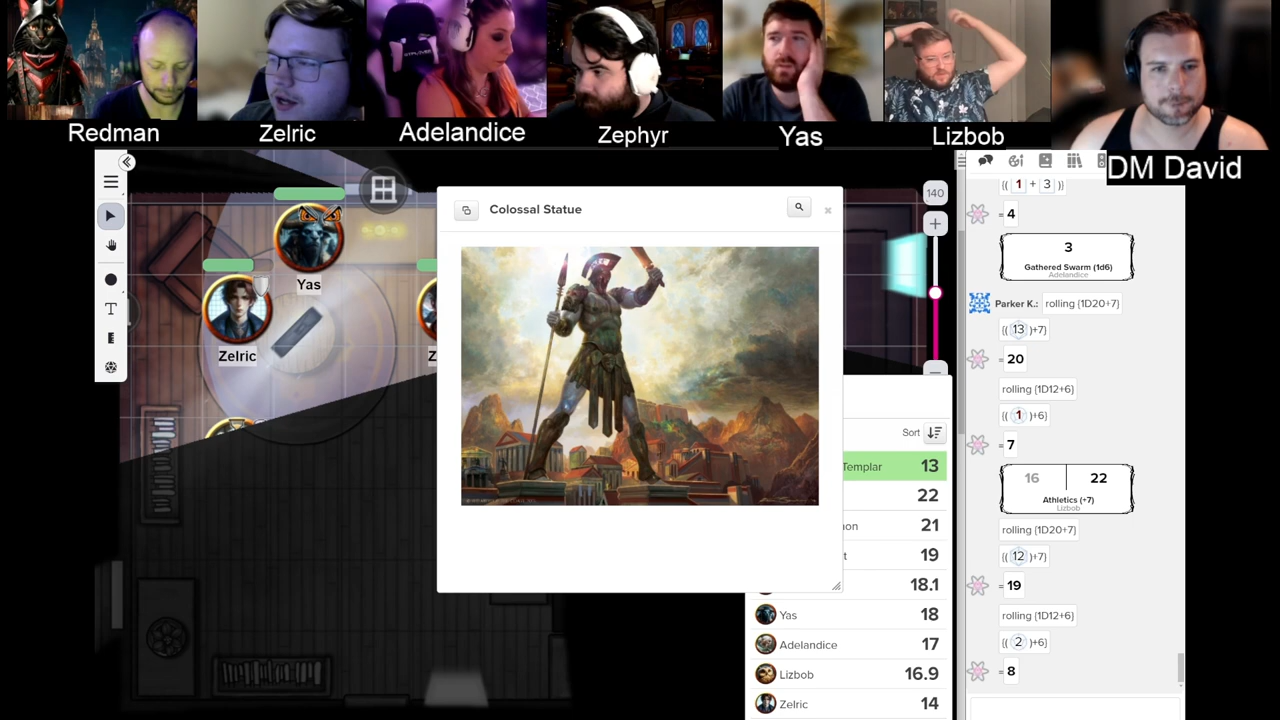 Redman
Zelric
Adelandice
Zephyr
Yas
Lizbob
DM David
Colossal Statue
140
Yas
Zelric
Z
T
Sort
Templar 13
22
non 21
t 19
18.1
Yas 18
Adelandice 17
Lizbob 16.9
Zelric 14
(( 1 + 3 ))
= 4
3
Gathered Swarm (1d6)
Adelandice
Parker K.: rolling {1D20+7}
{( 13 )+7}
= 20
rolling {1D12+6}
{( 1 )+6}
= 7
16 22
Athletics (+7)
Lizbob
rolling {1D20+7}
{( 12 )+7}
= 19
rolling {1D12+6}
{( 2 )+6}
= 8